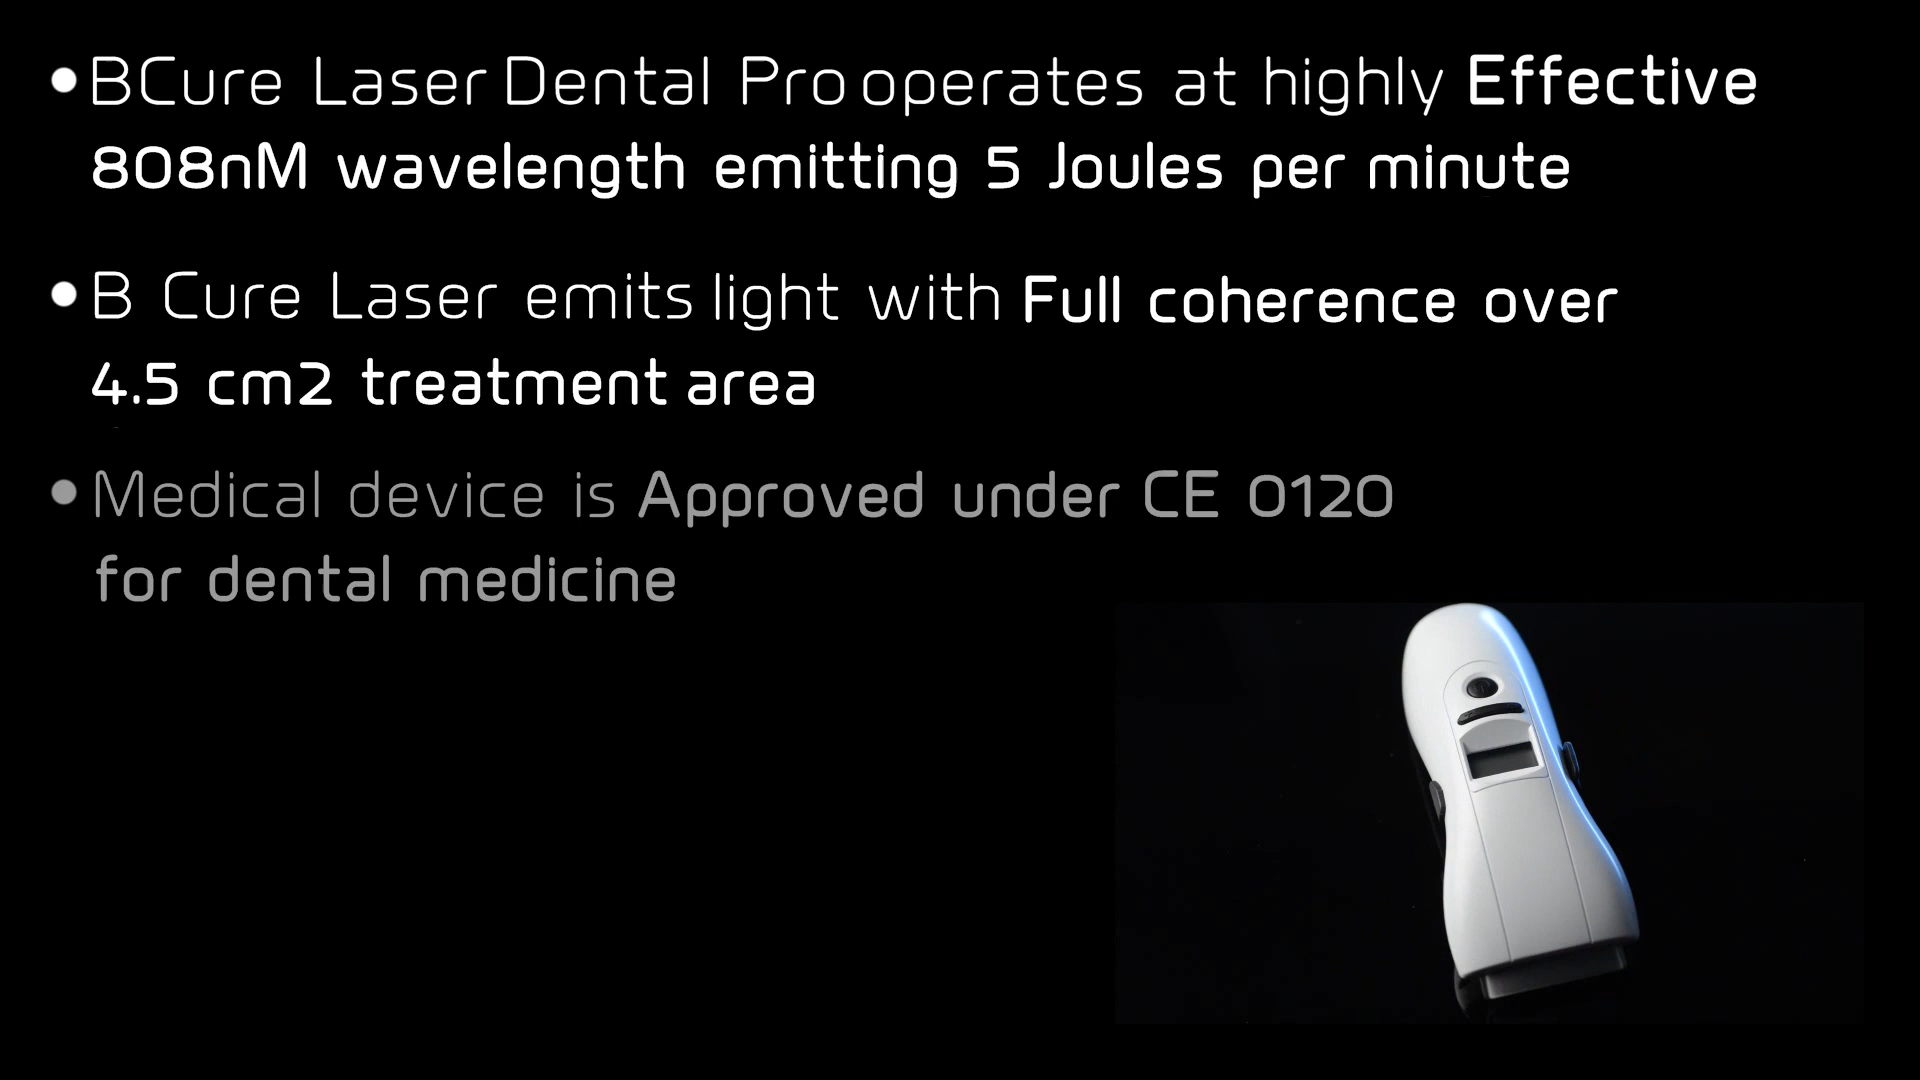 • BCure Laser Dental Pro operates at highly Effective
808nM wavelength emitting 5 Joules per minute
• B Cure Laser emits light with Full coherence over
4.5 cm2 treatment area
• Medical device is Approved under CE 0120
for dental medicine